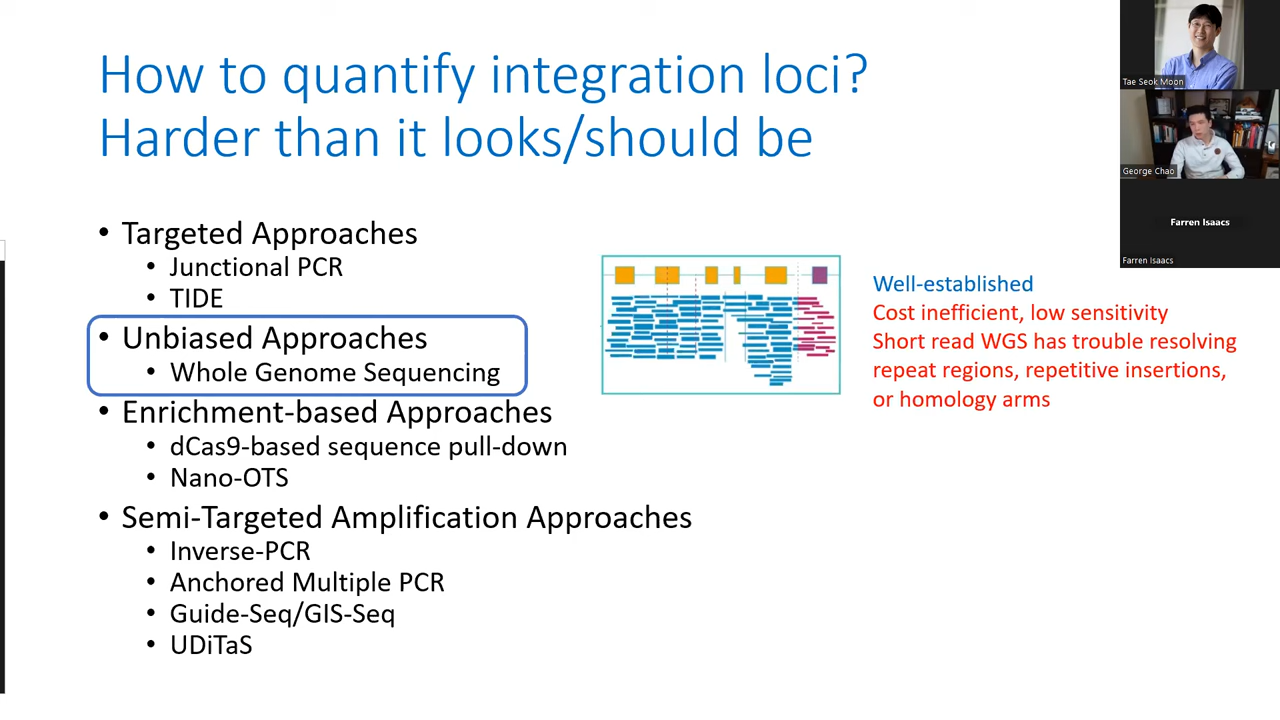 How to quantify integration loci?
Harder than it looks/should be
• Targeted Approaches
• Junctional PCR
• TIDE
• Unbiased Approaches
• Whole Genome Sequencing
• Enrichment-based Approaches
• dCas9-based sequence pull-down
• Nano-OTS
• Semi-Targeted Amplification Approaches
• Inverse-PCR
• Anchored Multiple PCR
• Guide-Seq/GIS-Seq
• UDiTaS
Well-established
Cost inefficient, low sensitivity
Short read WGS has trouble resolving
repeat regions, repetitive insertions,
or homology arms
Tae Seok Moon
George Chao
Farren Isaacs
Farren Isaacs